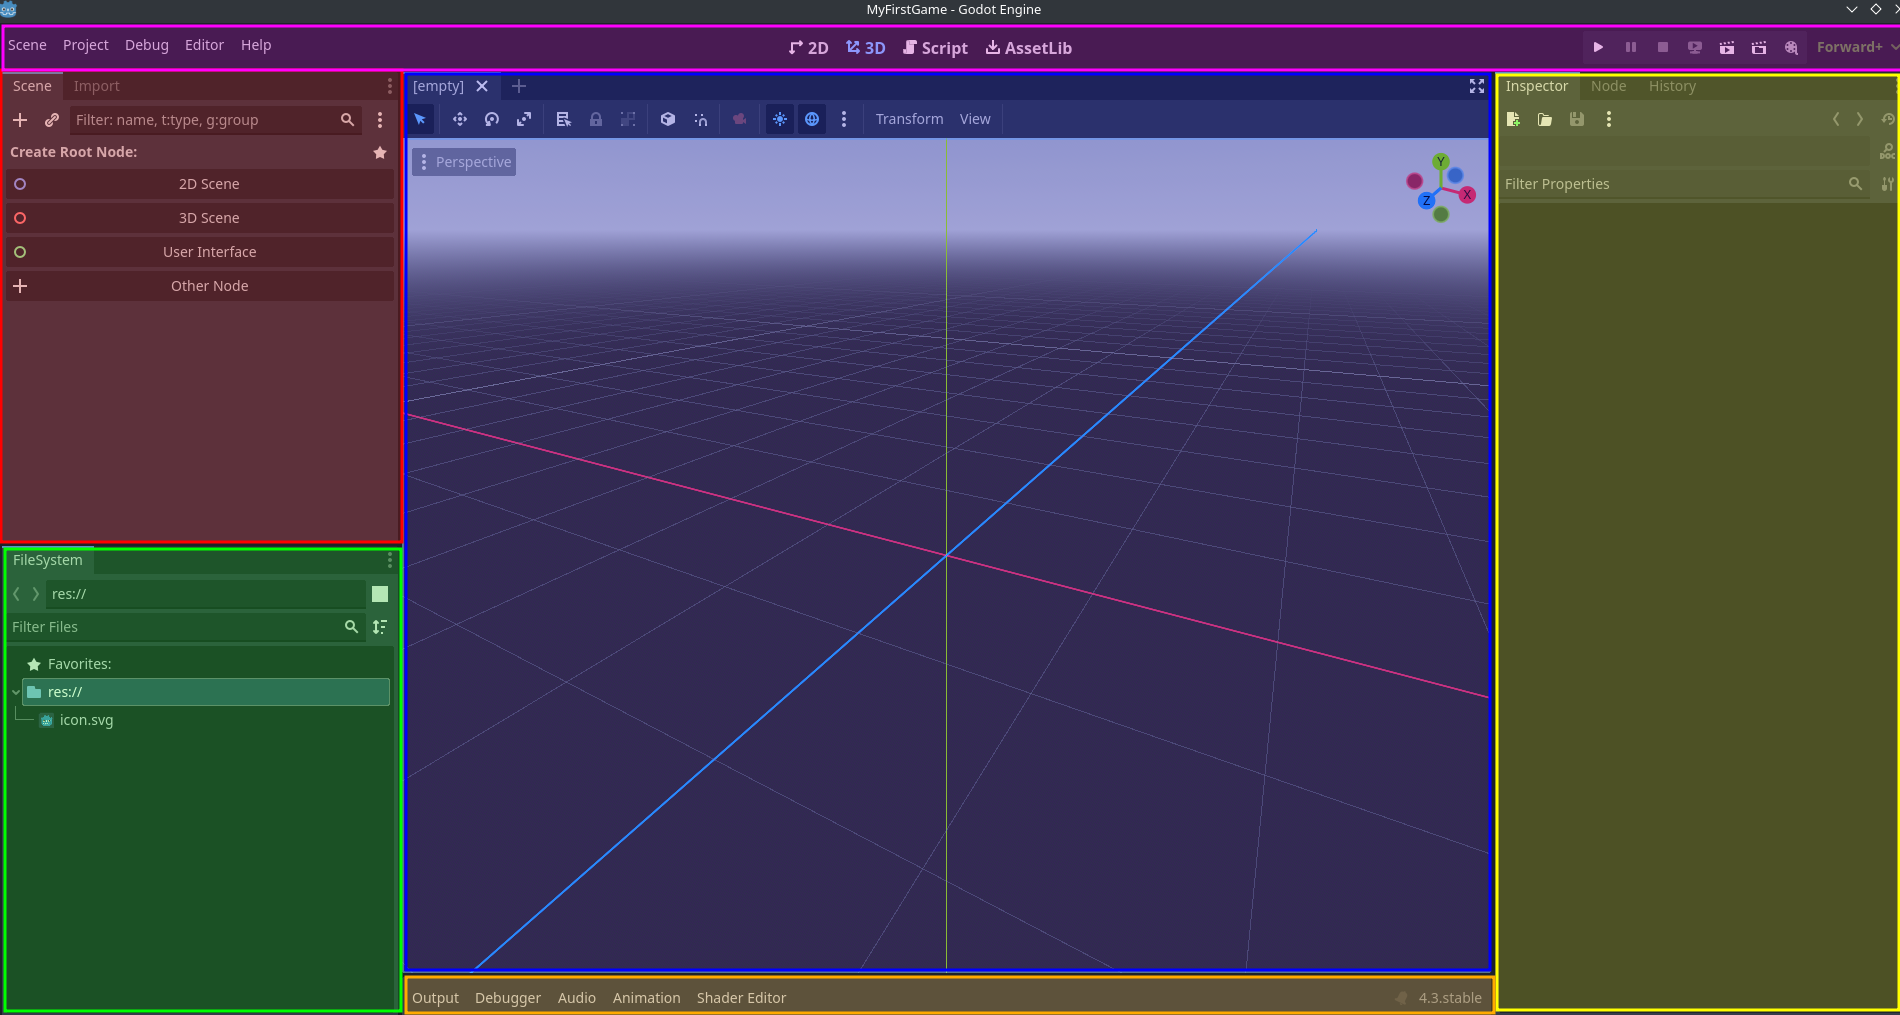 MyFirstGame - Godot Engine
Scene Project Debug Editor Help 2D 3D Script AssetLib Forward+
Scene Import
Filter: name, t:type, g:group
Create Root Node:
2D Scene
3D Scene
User Interface
Other Node
FileSystem
res://
Filter Files
Favorites:
res://
icon.svg
[empty]
Transform View
Perspective
Y
X
Z
Output Debugger Audio Animation Shader Editor 4.3.stable
Inspector Node History
DOC
Filter Properties